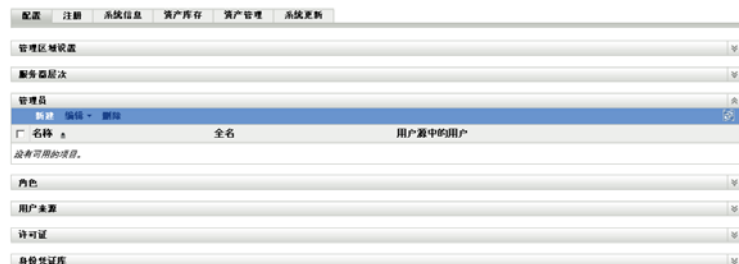 配置 注册 系统信息 资产库存 资产管理 系统更新
管理区域设置
服务器层次
管理员
新建 编辑 删除
名称 全名 用户源中的用户
没有可用的项目。
角色
用户来源
许可证
身份凭证库